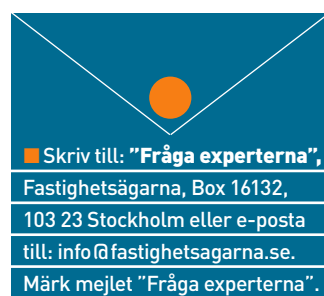 Skriv till: ”Fråga experterna”,
Fastighetsägarna, Box 16132,
103 23 Stockholm eller e-posta
till: info@fastighetsagarna.se.
Märk mejlet ”Fråga experterna”.